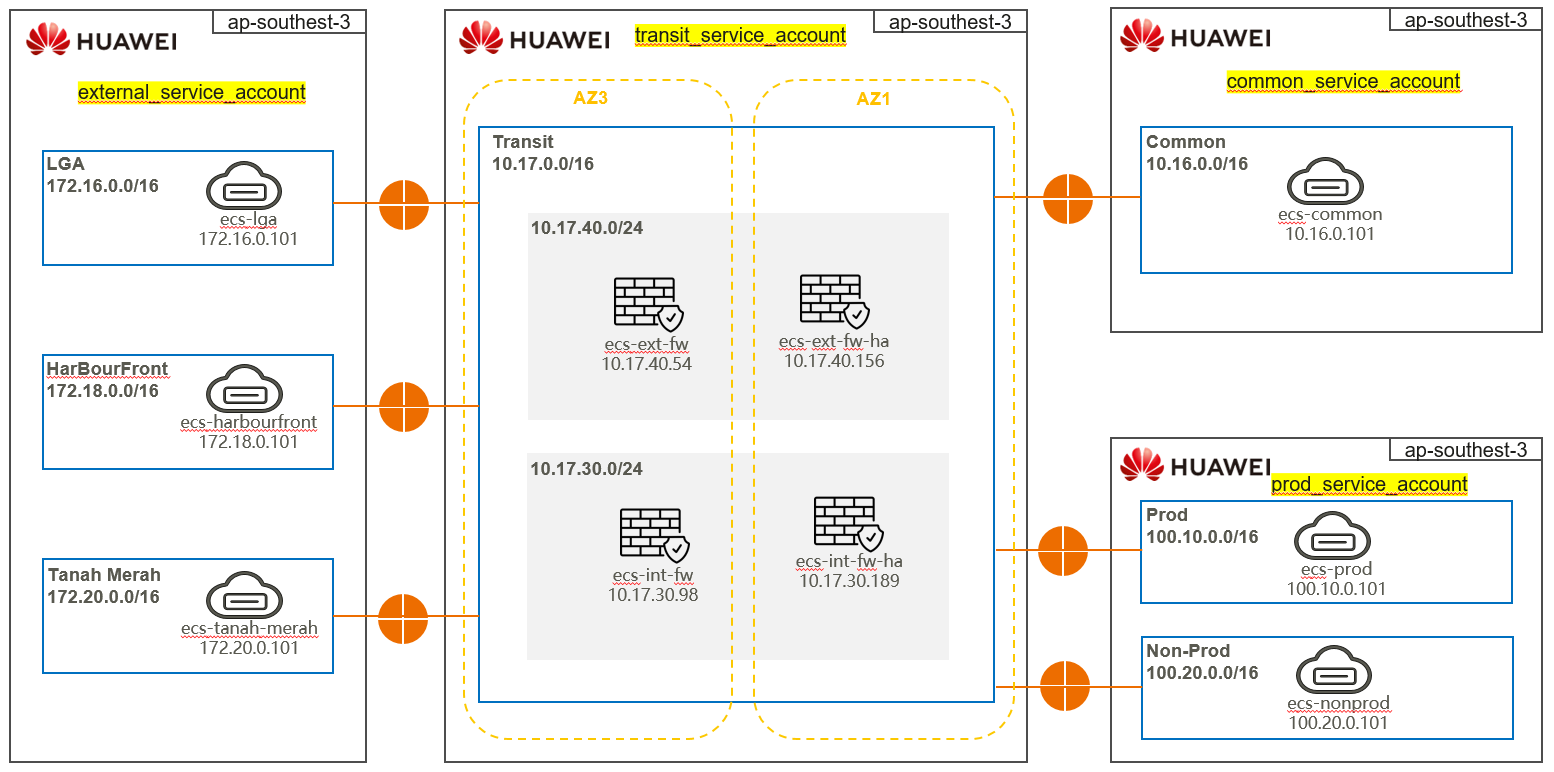 ap-southest-3
HUAWEI
external_service_account
LGA
172.16.0.0/16
ecs-lga
172.16.0.101
HarBourFront
172.18.0.0/16
ecs-harbourfront
172.18.0.101
Tanah Merah
172.20.0.0/16
ecs-tanah-merah
172.20.0.101
ap-southest-3
HUAWEI
transit_service_account
AZ3
AZ1
Transit
10.17.0.0/16
10.17.40.0/24
ecs-ext-fw
10.17.40.54
ecs-ext-fw-ha
10.17.40.156
10.17.30.0/24
ecs-int-fw
10.17.30.98
ecs-int-fw-ha
10.17.30.189
ap-southest-3
HUAWEI
common_service_account
Common
10.16.0.0/16
ecs-common
10.16.0.101
ap-southest-3
HUAWEI
prod_service_account
Prod
100.10.0.0/16
ecs-prod
100.10.0.101
Non-Prod
100.20.0.0/16
ecs-nonprod
100.20.0.101